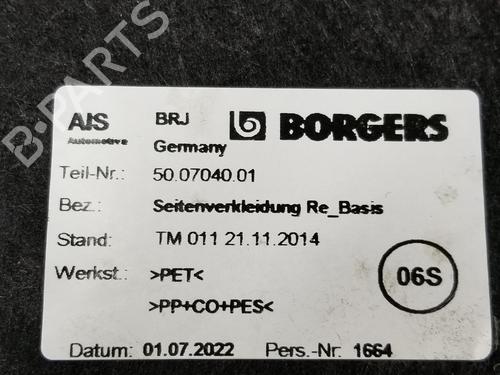 B-PARTS
AIS BRJ BORGERS
Automotive Germany
Teil-Nr.: 50.07040.01
Bez.: Seitenverkleidung Re_Basis
Stand: TM 011 21.11.2014
Werkst.: >PET< 06S
>PP+CO+PES<
Datum: 01.07.2022 Pers.-Nr: 1664